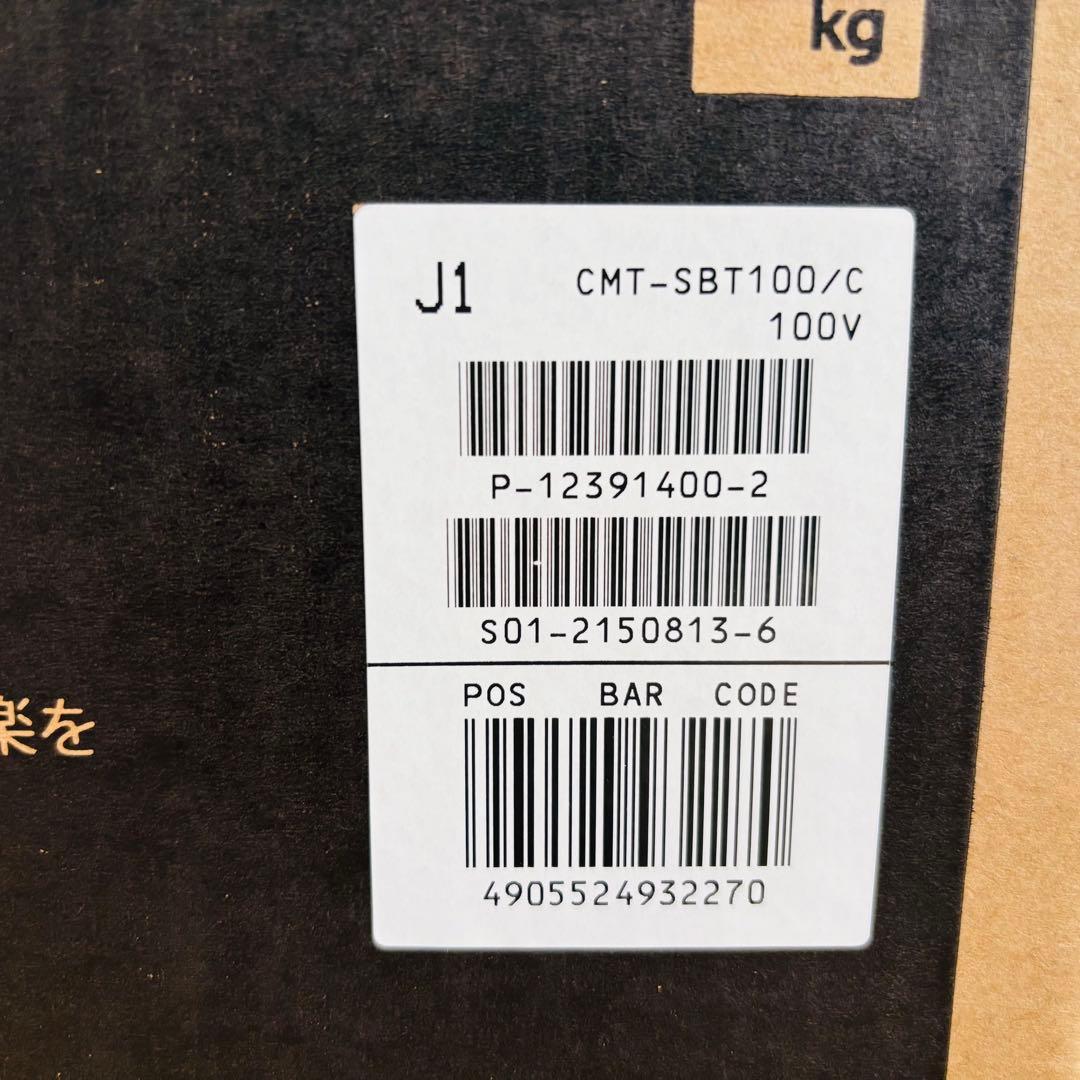 kg
J1 CMT-SBT100/C
100V
P-12391400-2
S01-2150813-6
POS BAR CODE
4905524932270
楽を